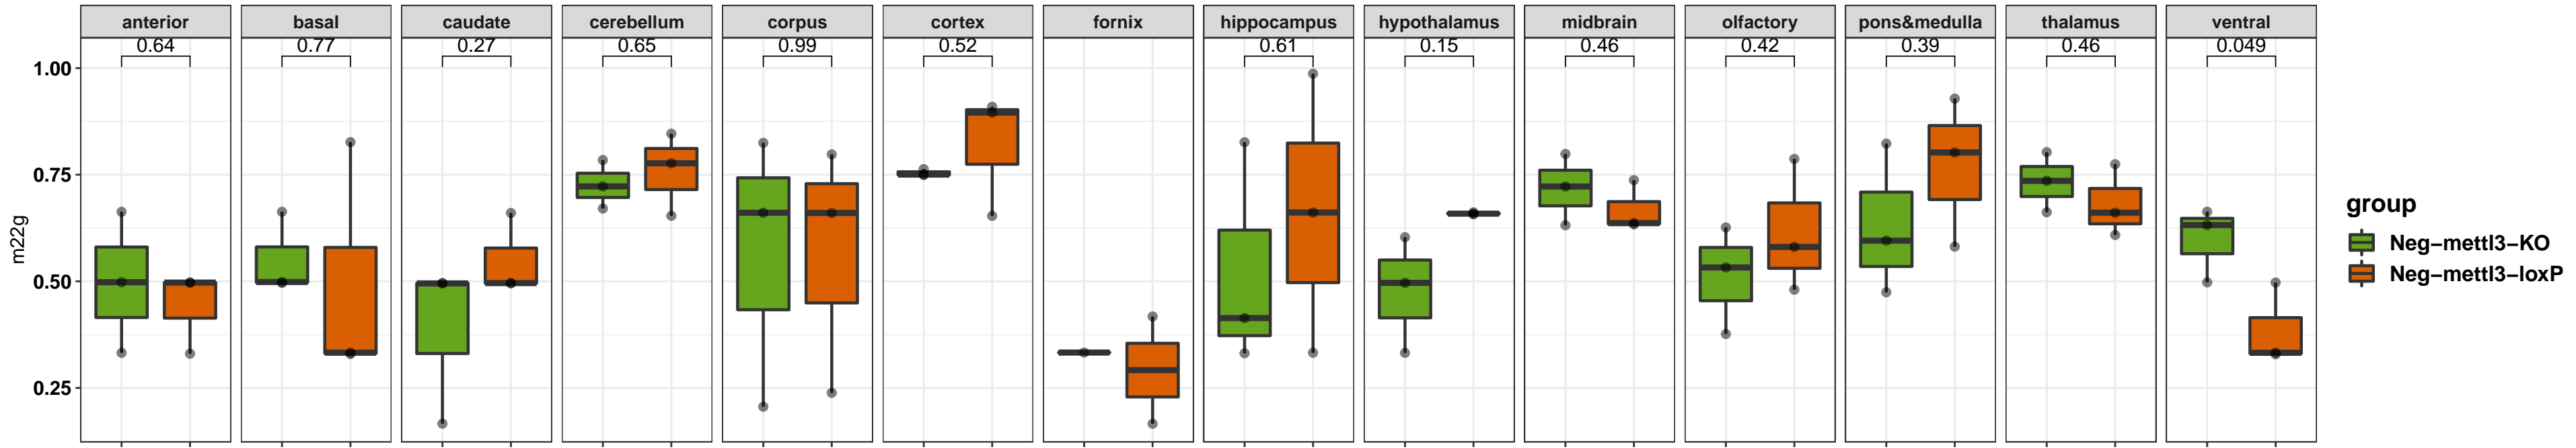 anterior basal caudate cerebellum corpus cortex fornix hippocampus hypothalamus midbrain olfactory pons&medulla thalamus ventral
0.64 0.77 0.27 0.65 0.99 0.52 0.61 0.15 0.46 0.42 0.39 0.46 0.049
1.00
0.75
0.50
0.25
m22g
group
Neg−mettl3−KO
Neg−mettl3−loxP